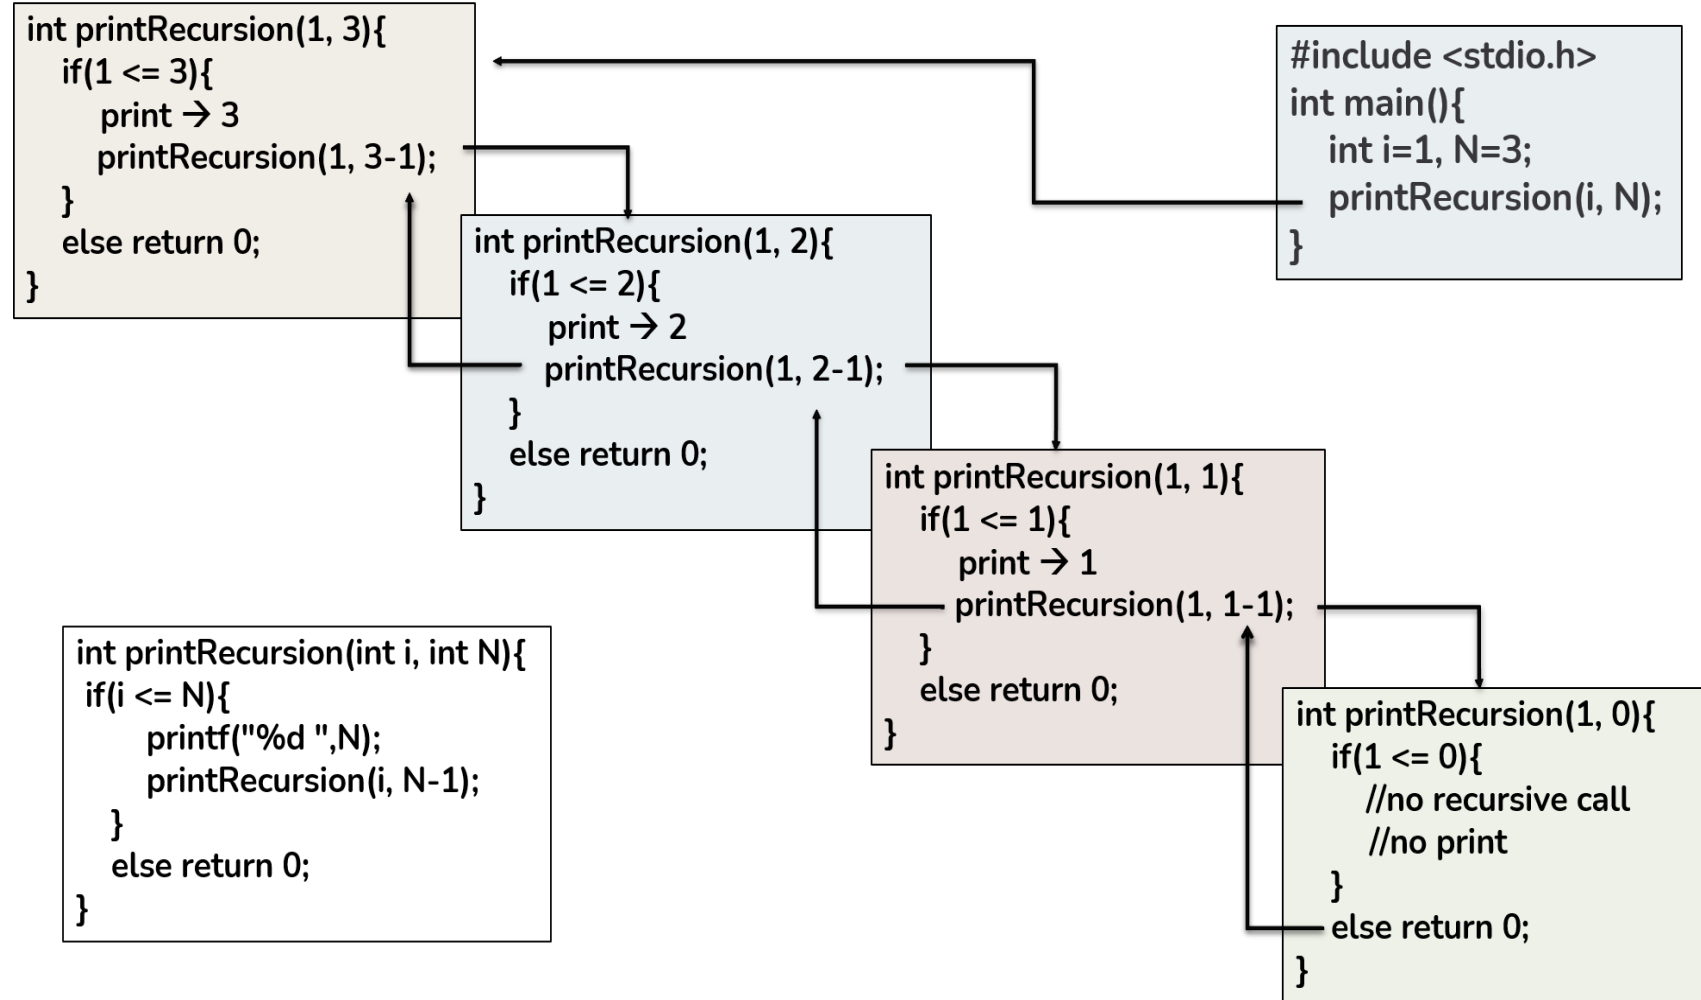 int printRecursion(1, 3){
if(1 <= 3){
print → 3
printRecursion(1, 3-1);
}
else return 0;
}
#include <stdio.h>
int main(){
int i=1, N=3;
printRecursion(i, N);
}
int printRecursion(1, 2){
if(1 <= 2){
print → 2
printRecursion(1, 2-1);
}
else return 0;
}
int printRecursion(1, 1){
if(1 <= 1){
print → 1
printRecursion(1, 1-1);
}
else return 0;
}
int printRecursion(int i, int N){
if(i <= N){
printf("%d ",N);
printRecursion(i, N-1);
}
else return 0;
}
int printRecursion(1, 0){
if(1 <= 0){
//no recursive call
//no print
}
else return 0;
}